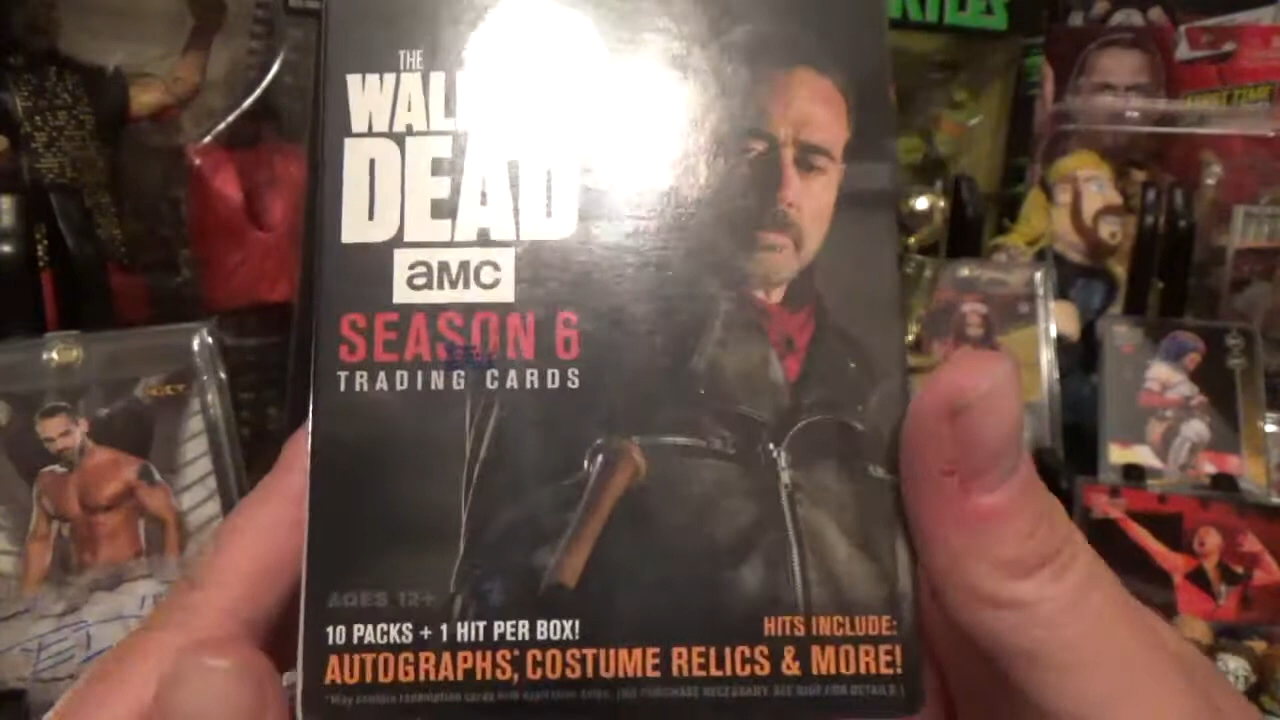 THE
WAL
DEAD
aMC
SEASON 6
TRADING CARDS
AGES 12+
10 PACKS + 1 HIT PER BOX!
HITS INCLUDE:
AUTOGRAPHS,* COSTUME RELICS & MORE!